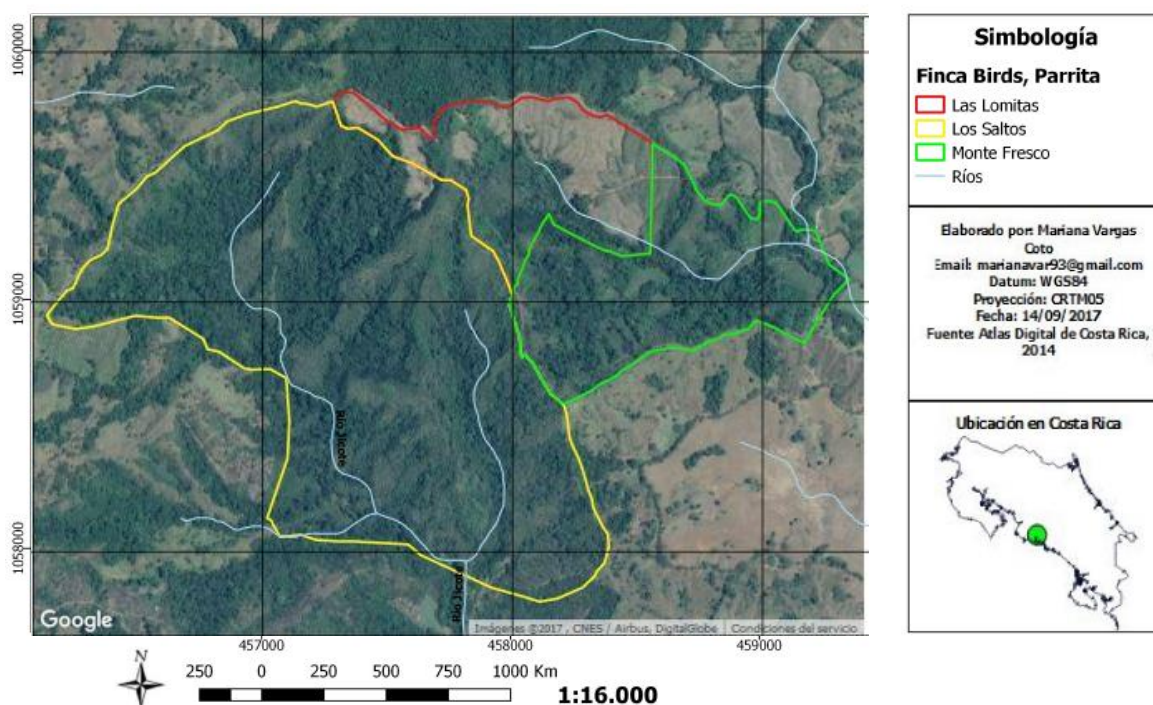 1060000
1059000
1058000
457000
458000
459000
Río Jicote
Río Jicote
Google
Imágenes ©2017 , CNES / Airbus, DigitalGlobe
Condiciones del servicio
N
250 0 250 500 750 1000 Km
1:16.000
Simbología
Finca Birds, Parrita
Las Lomitas
Los Saltos
Monte Fresco
Ríos
Elaborado por: Mariana Vargas
Coto
Email: marianavar93@gmail.com
Datum: WGS84
Proyección: CRTM05
Fecha: 14/09/2017
Fuente: Atlas Digital de Costa Rica,
2014
Ubicación en Costa Rica